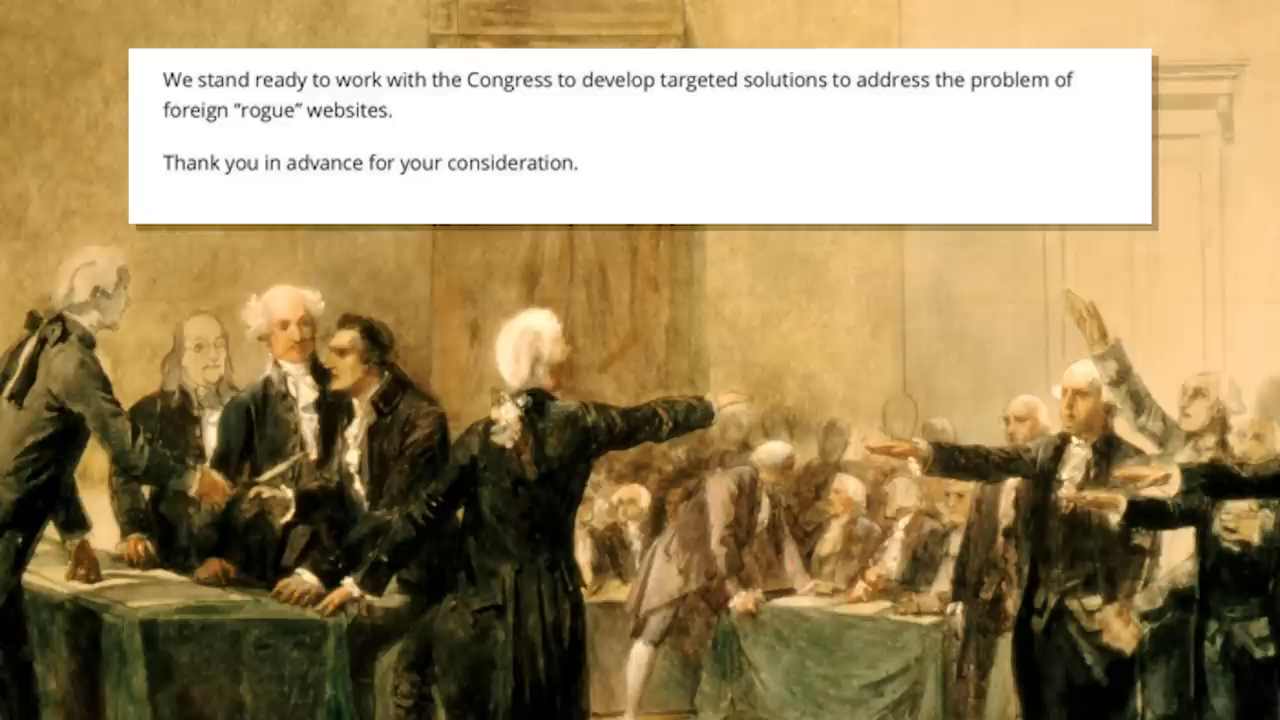 We stand ready to work with the Congress to develop targeted solutions to address the problem of
foreign “rogue” websites.
Thank you in advance for your consideration.